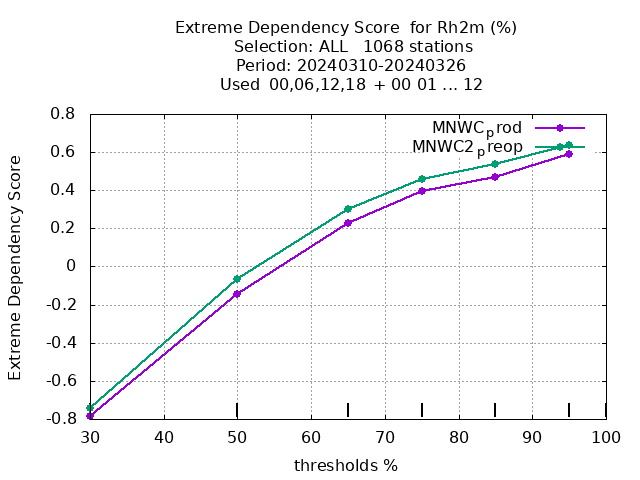 Extreme Dependency Score  for Rh2m (%)
Selection: ALL   1068 stations
Period: 20240310-20240326
Used  00,06,12,18  + 00 01 ... 12
MNWCprod
MNWC2preop
Extreme Dependency Score
0.8
0.6
0.4
0.2
0
-0.2
-0.4
-0.6
-0.8
30 40 50 60 70 80 90 100
thresholds %